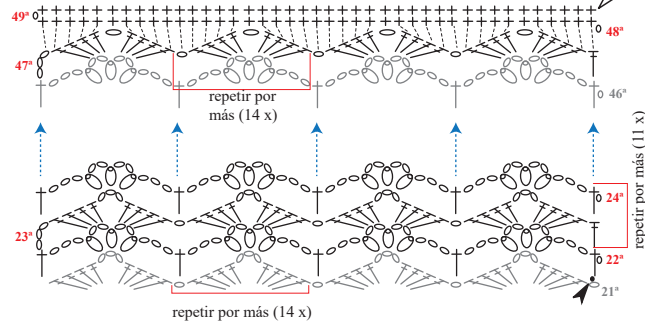 49ª
48ª
47ª
repetir por
más (14 x)
46ª
repetir por más (11 x)
24ª
23ª
22ª
21ª
repetir por más (14 x)